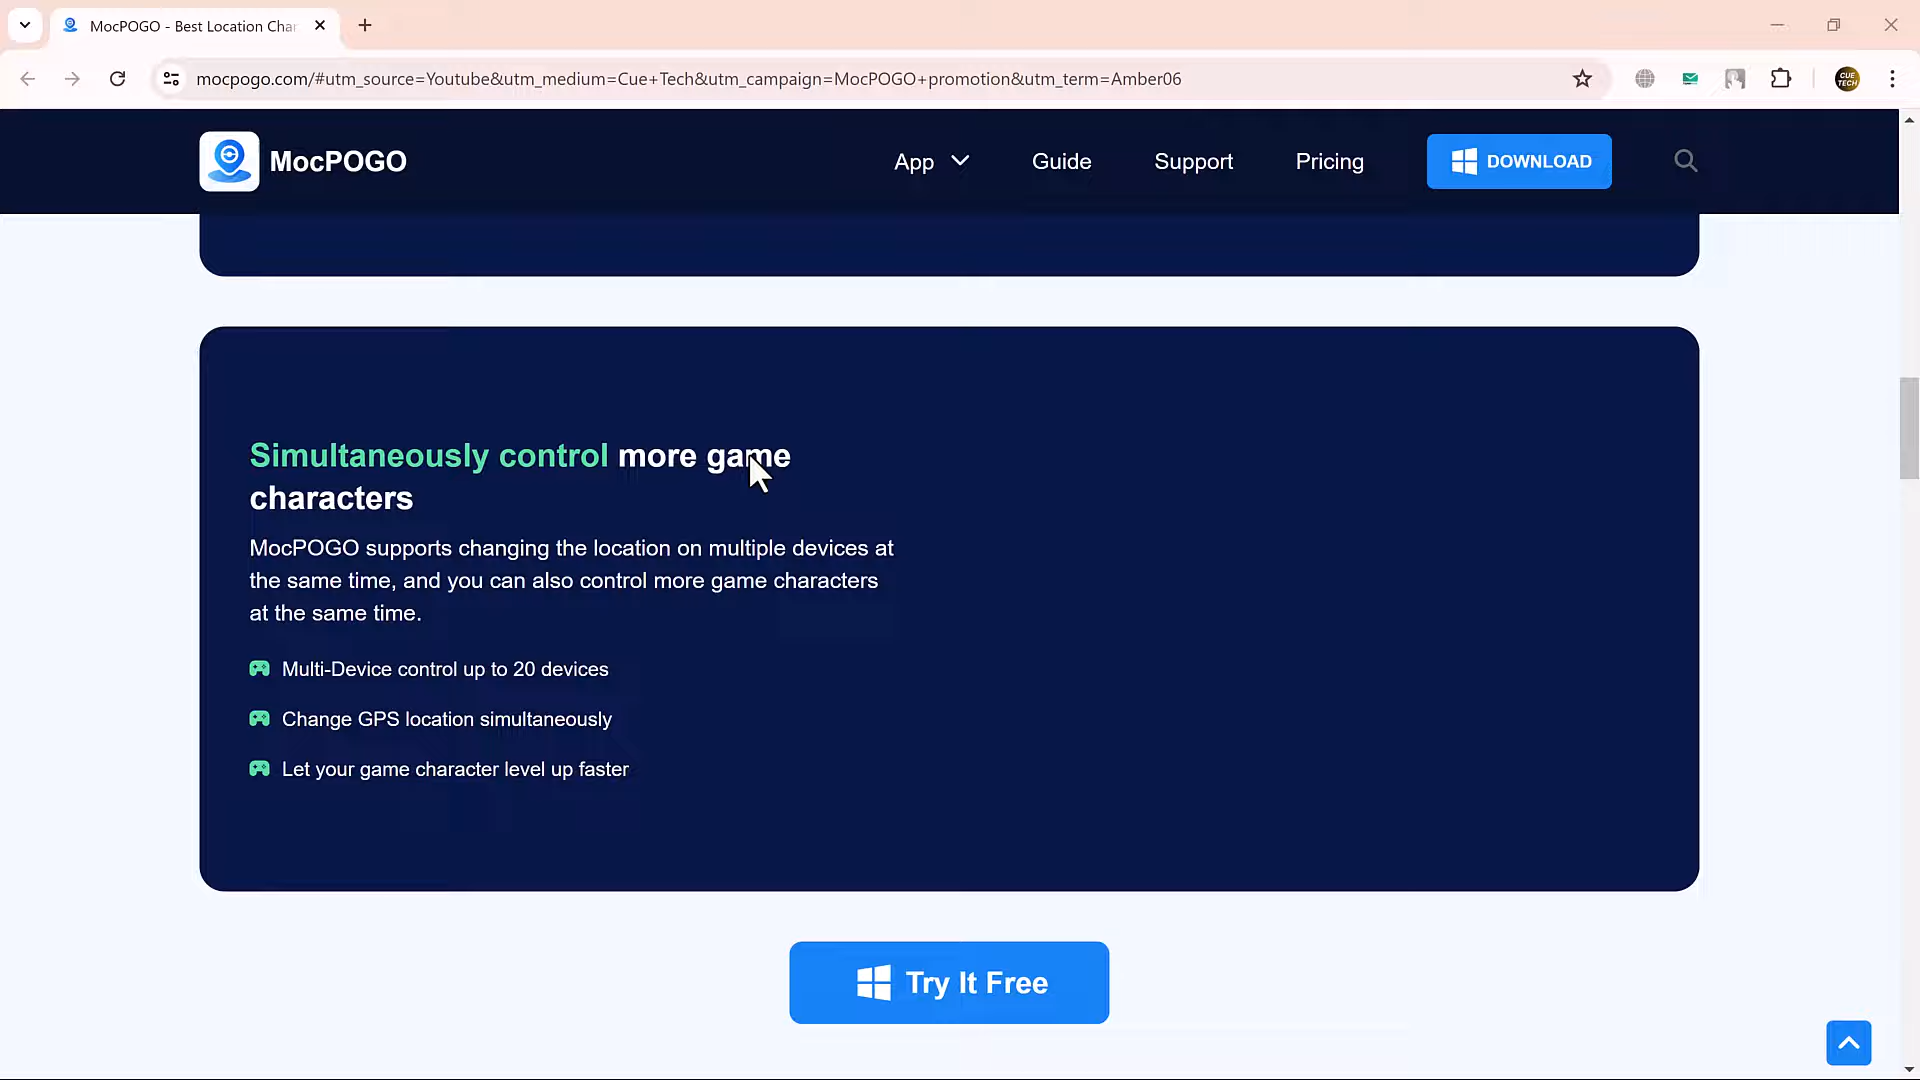 MocPOGO - Best Location Char
mocpogo.com/#utm_source=Youtube&utm_medium=Cue+Tech&utm_campaign=MocPOGO+promotion&utm_term=Amber06
CUE
TECH
MocPOGO
App
Guide
Support
Pricing
DOWNLOAD
Simultaneously control more game
characters
MocPOGO supports changing the location on multiple devices at
the same time, and you can also control more game characters
at the same time.
Multi-Device control up to 20 devices
Change GPS location simultaneously
Let your game character level up faster
Try It Free